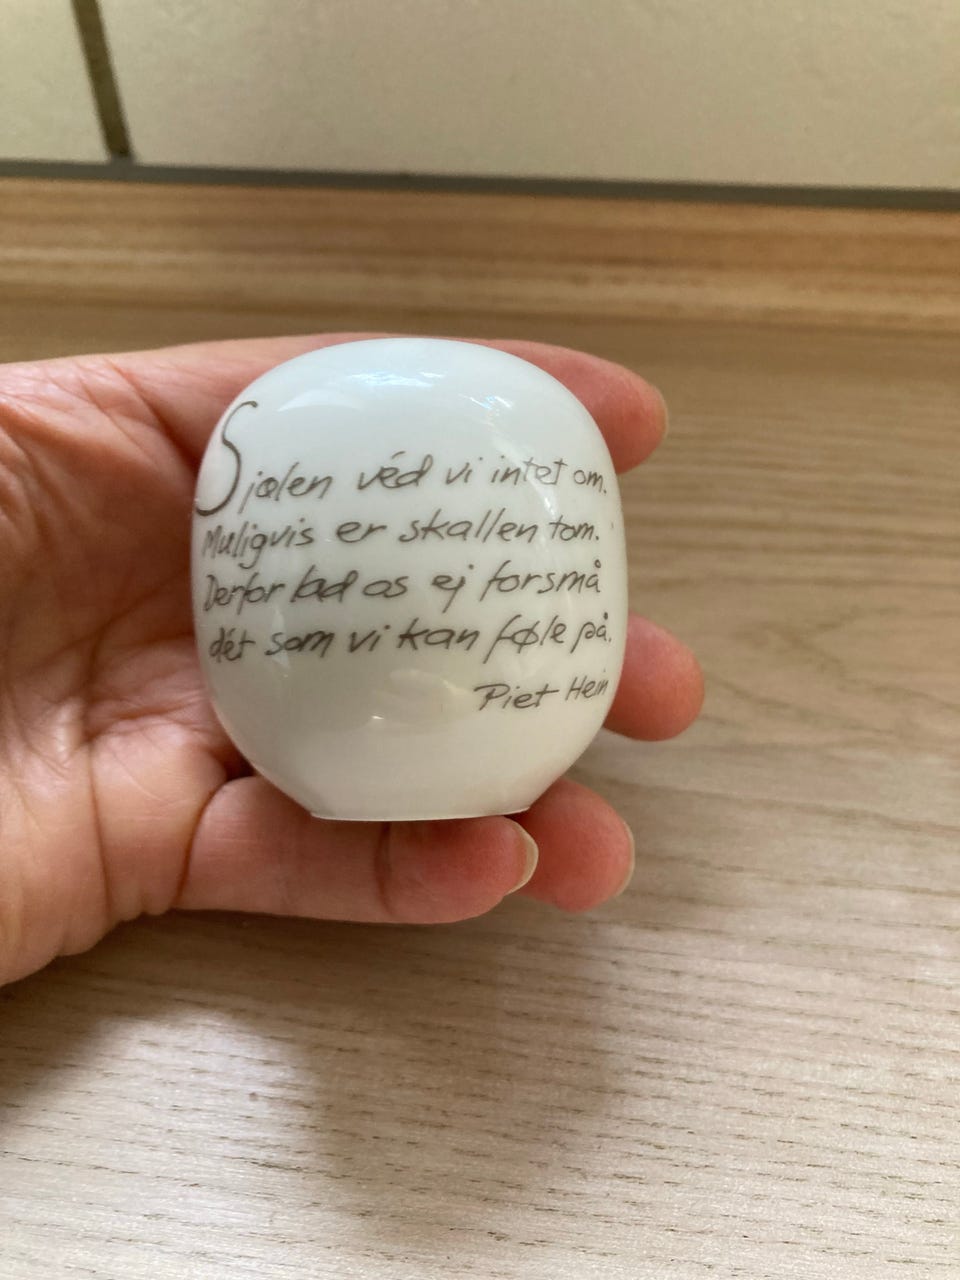 Sjælen véd vi intet om.
Muligvis er skallen tom.
Derfor lad os ej forsmå
dét som vi kan føle på.
Piet Hein